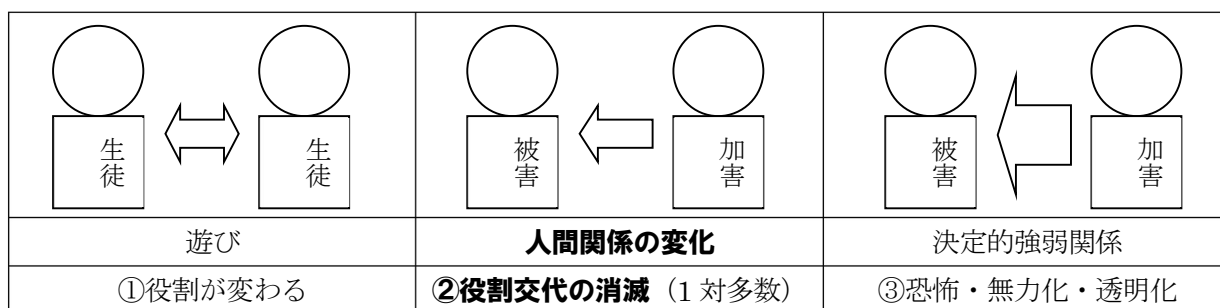 生徒
生徒
被害
加害
被害
加害
遊び
人間関係の変化
決定的強弱関係
①役割が変わる
②役割交代の消滅（1 対多数）
③恐怖・無力化・透明化